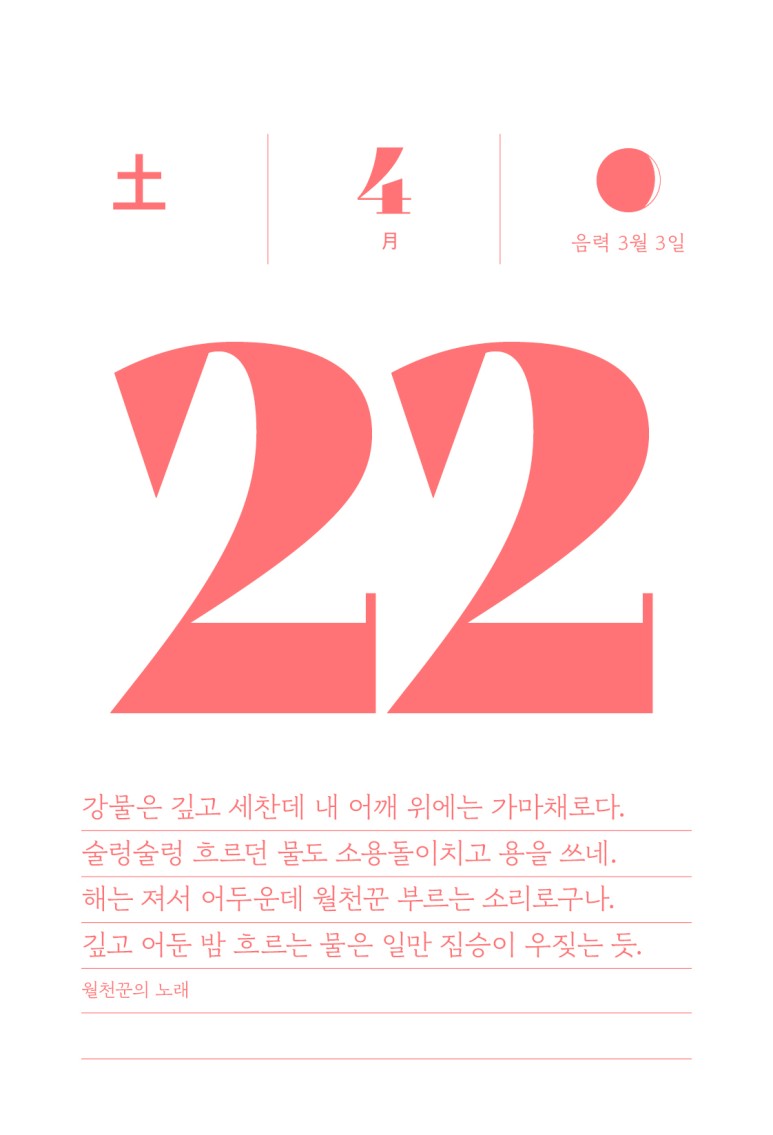 土
4
月
음력 3월 3일
22
강물은 깊고 세찬데 내 어깨 위에는 가마채로다.
술렁술렁 흐르던 물도 소용돌이치고 용을 쓰네.
해는 져서 어두운데 월천꾼 부르는 소리로구나.
깊고 어둔 밤 흐르는 물은 일만 짐승이 우짖는 듯.
월천꾼의 노래